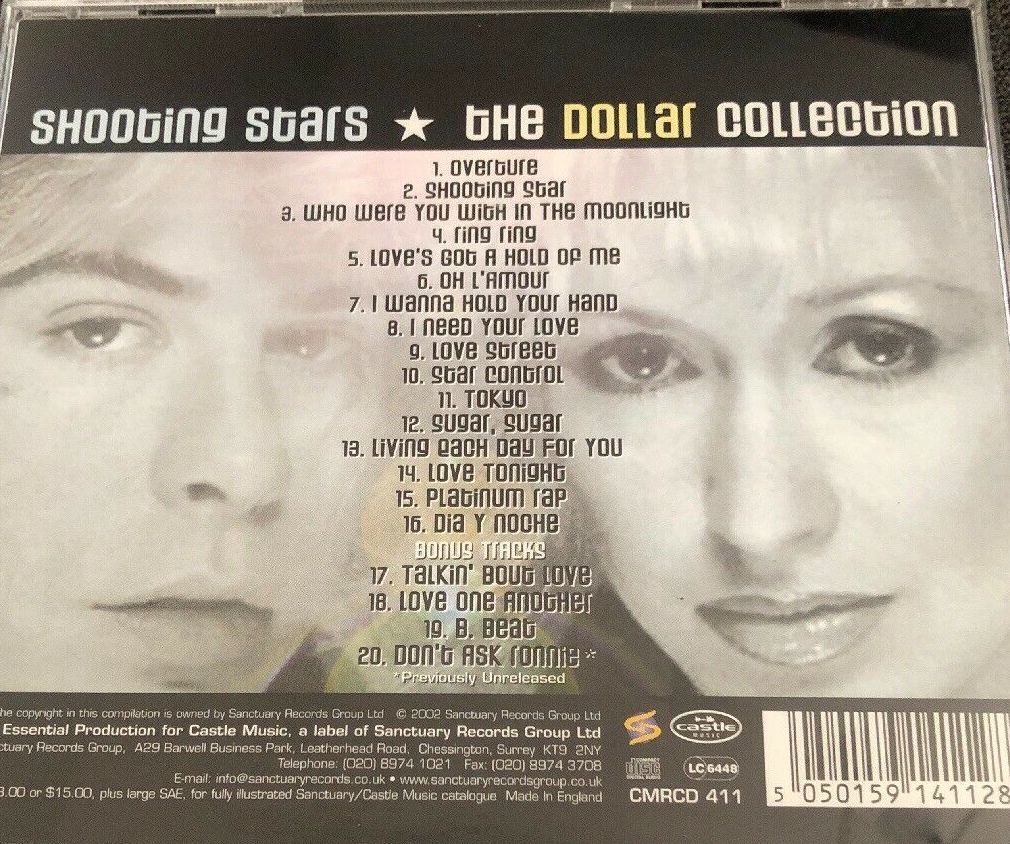 SHOOTING STARS ★ THE DOLLAR COLLECTION
1. OVERTURE
2. SHOOTING STAR
3. WHO WERE YOU WITH IN THE MOONLIGHT
4. RING RING
5. LOVE'S GOT A HOLD OF ME
6. OH L'AMOUR
7. I WANNA HOLD YOUR HAND
8. I NEED YOUR LOVE
9. LOVE STREET
10. STAR CONTROL
11. TOKYO
12. SUGAR, SUGAR
13. LIVING EACH DAY FOR YOU
14. LOVE TONIGHT
15. PLATINUM RAP
16. DIA Y NOCHE
BONUS TRACKS
17. TALKIN' BOUT LOVE
18. LOVE ONE ANOTHER
19. B. BEAT
20. DON'T ASK RONNIE *
*Previously Unreleased
copyright in this compilation is owned by Sanctuary Records Group Ltd © 2002 Sanctuary Records Group Ltd
Essential Production for Castle Music, a label of Sanctuary Records Group Ltd
Records Group, A29 Barwell Business Park, Leatherhead Road, Chessington, Surrey KT9 2NY
Telephone: (020) 8974 1021 Fax: (020) 8974 3708
E-mail: info@sanctuaryrecords.co.uk • www.sanctuaryrecordsgroup.co.uk
or $15.00, plus large SAE, for fully illustrated Sanctuary/Castle Music catalogue Made In England
castle
MUSIC
COMPACT
disc
DIGITAL AUDIO
LC 6448
CMRCD 411
5 050159 141128